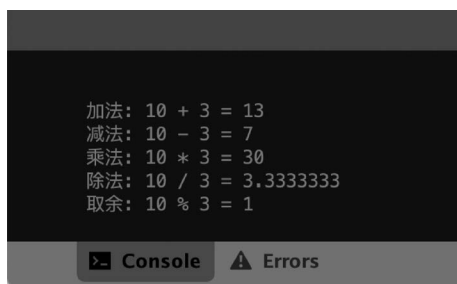 加法: 10 + 3 = 13
减法: 10 - 3 = 7
乘法: 10 * 3 = 30
除法: 10 / 3 = 3.3333333
取余: 10 % 3 = 1
Console
Errors